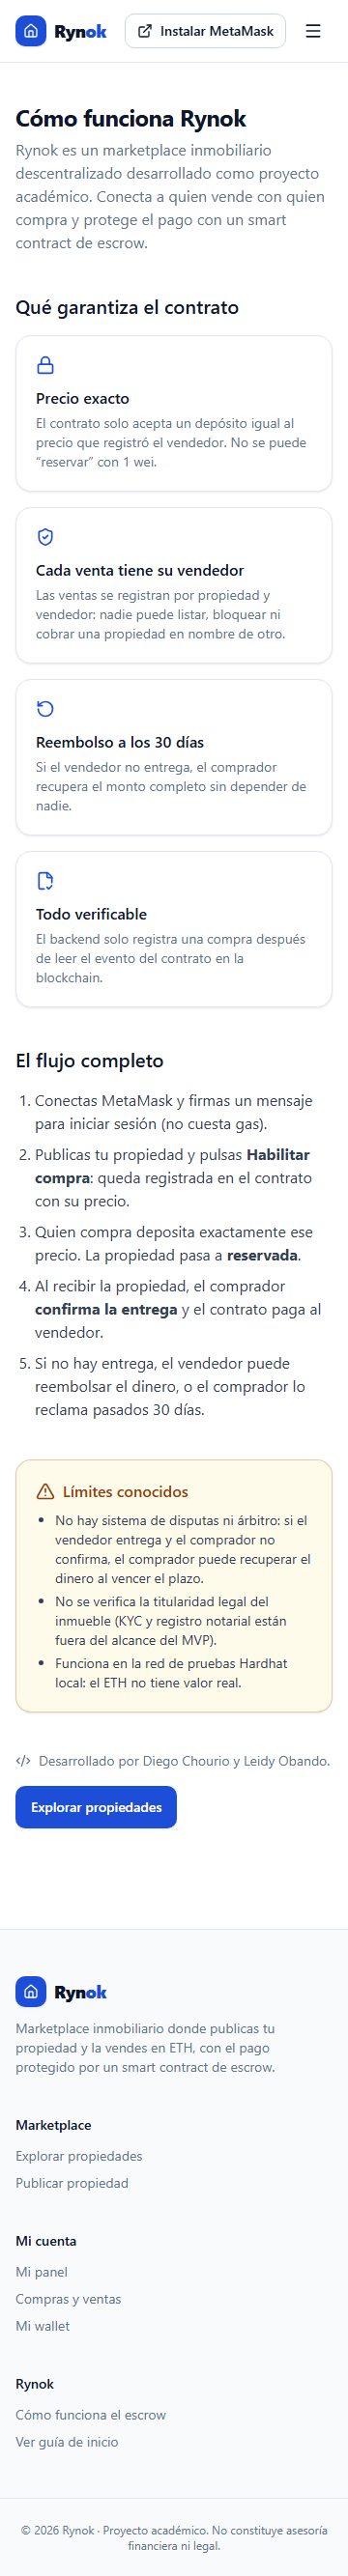 Rynok
Instalar MetaMask
Cómo funciona Rynok
Rynok es un marketplace inmobiliario
descentralizado desarrollado como proyecto
académico. Conecta a quien vende con quien
compra y protege el pago con un smart
contract de escrow.
Qué garantiza el contrato
Precio exacto
El contrato solo acepta un depósito igual al
precio que registró el vendedor. No se puede
“reservar” con 1 wei.
Cada venta tiene su vendedor
Las ventas se registran por propiedad y
vendedor: nadie puede listar, bloquear ni
cobrar una propiedad en nombre de otro.
Reembolso a los 30 días
Si el vendedor no entrega, el comprador
recupera el monto completo sin depender de
nadie.
Todo verificable
El backend solo registra una compra después
de leer el evento del contrato en la
blockchain.
El flujo completo
1. Conectas MetaMask y firmas un mensaje
para iniciar sesión (no cuesta gas).
2. Publicas tu propiedad y pulsas Habilitar
compra: queda registrada en el contrato
con su precio.
3. Quien compra deposita exactamente ese
precio. La propiedad pasa a reservada.
4. Al recibir la propiedad, el comprador
confirma la entrega y el contrato paga al
vendedor.
5. Si no hay entrega, el vendedor puede
reembolsar el dinero, o el comprador lo
reclama pasados 30 días.
Límites conocidos
• No hay sistema de disputas ni árbitro: si el
vendedor entrega y el comprador no
confirma, el comprador puede recuperar el
dinero al vencer el plazo.
• No se verifica la titularidad legal del
inmueble (KYC y registro notarial están
fuera del alcance del MVP).
• Funciona en la red de pruebas Hardhat
local: el ETH no tiene valor real.
Desarrollado por Diego Chourio y Leidy Obando.
Explorar propiedades
Rynok
Marketplace inmobiliario donde publicas tu
propiedad y la vendes en ETH, con el pago
protegido por un smart contract de escrow.
Marketplace
Explorar propiedades
Publicar propiedad
Mi cuenta
Mi panel
Compras y ventas
Mi wallet
Rynok
Cómo funciona el escrow
Ver guía de inicio
© 2026 Rynok · Proyecto académico. No constituye asesoría
financiera ni legal.